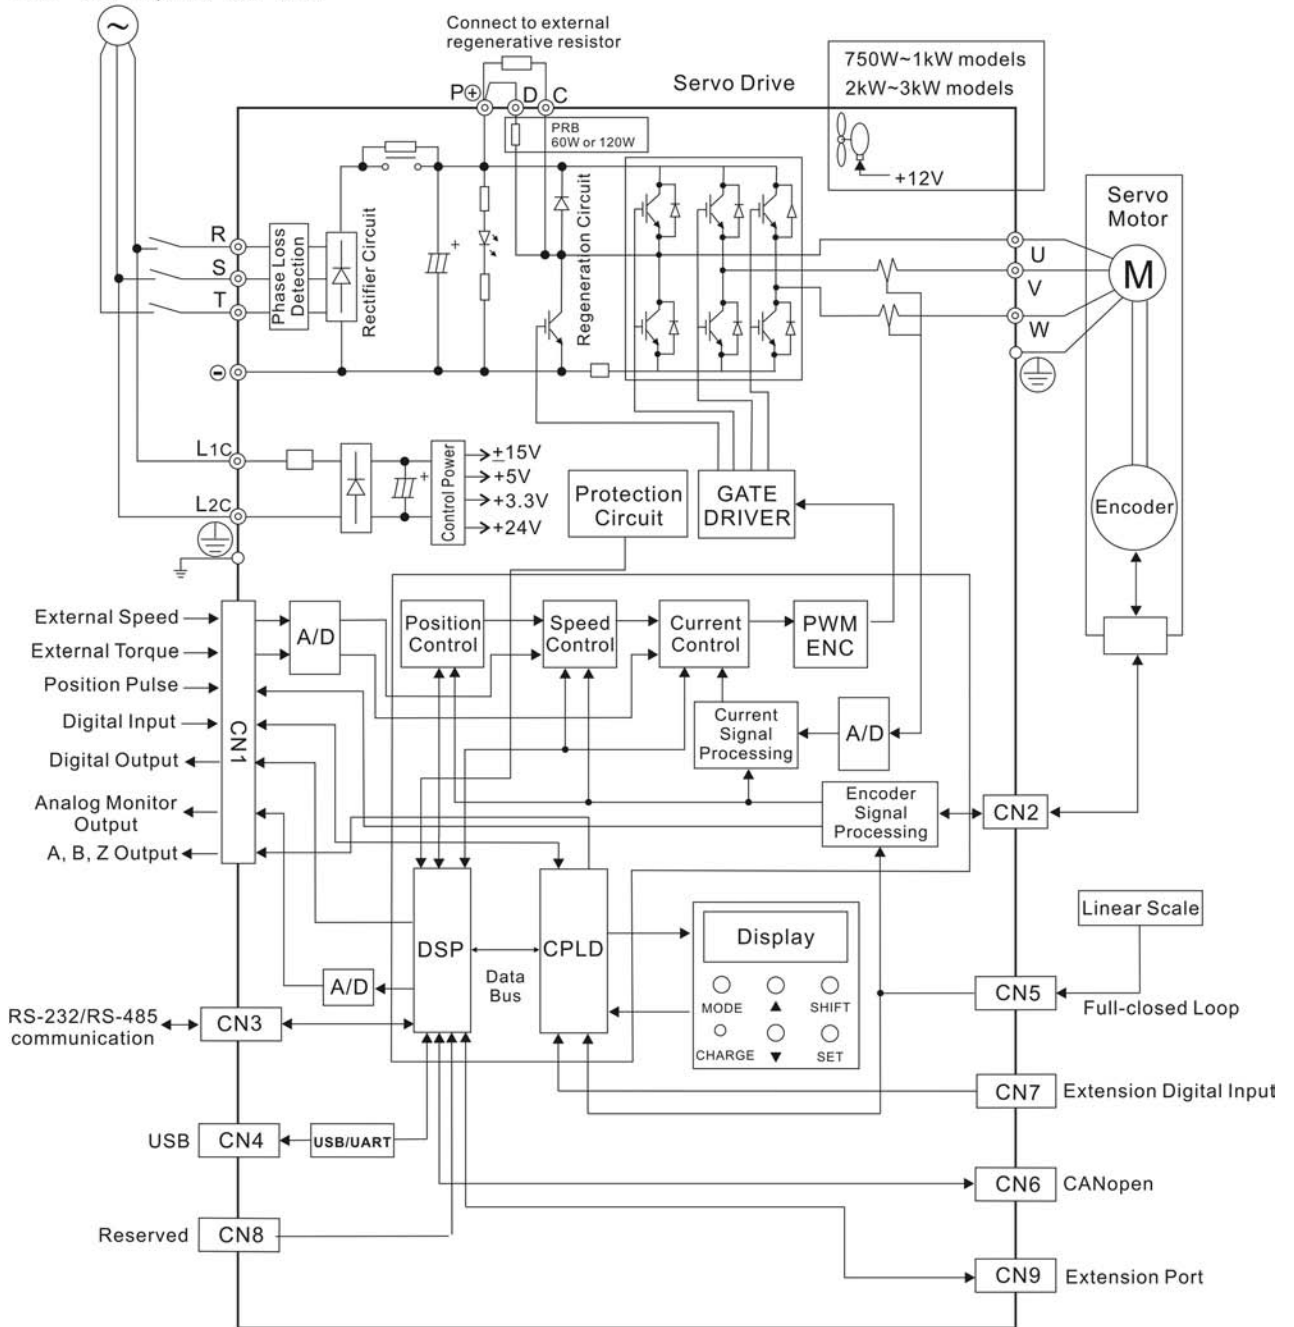 ~
Connect to external
regenerative resistor
P⊕
D
C
Servo Drive
750W~1kW models
2kW~3kW models
+12V
PRB
60W or 120W
Servo
Motor
R
S
T
Phase Loss
Detection
Rectifier Circuit
+
Regeneration Circuit
U
V
W
M
⊖
L1C
L2C
+
Control Power
±15V
+5V
+3.3V
+24V
Protection
Circuit
GATE
DRIVER
Encoder
External Speed
External Torque
Position Pulse
Digital Input
Digital Output
Analog Monitor
Output
A, B, Z Output
CN1
A/D
Position
Control
Speed
Control
Current
Control
PWM
ENC
Current
Signal
Processing
A/D
Encoder
Signal
Processing
CN2
DSP
Data
Bus
CPLD
Display
MODE
▲
SHIFT
CHARGE
▼
SET
A/D
Linear Scale
CN5
Full-closed Loop
RS-232/RS-485
communication
CN3
CN7
Extension Digital Input
USB
CN4
USB/UART
CN6
CANopen
Reserved
CN8
CN9
Extension Port